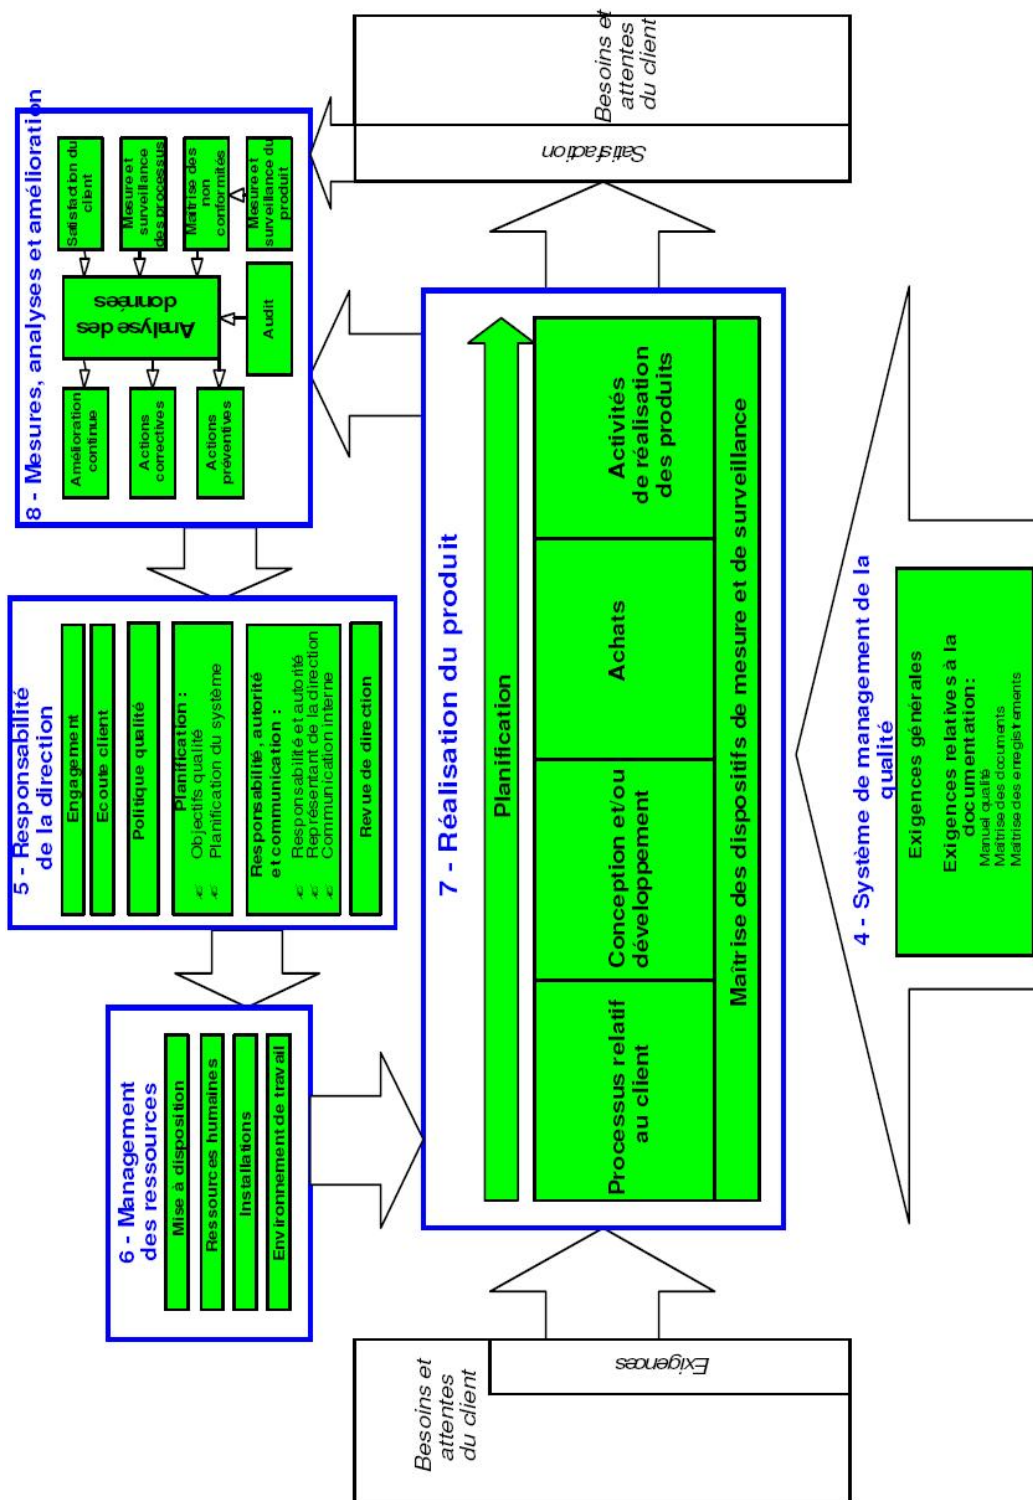 6 - Management
des ressources
Mise à disposition
Ressources humaines
Installations
Environnement de travail
5 - Responsabilité
de la direction
Engagement
Ecoute client
Politique qualité
Planification :
Objectifs qualité
Planification du système
Responsabilité, autorité
et communication :
Responsabilité et autorité
Représentant de la direction
Communication interne
Revue de direction
8 - Mesures, analyses et amélioration
Amélioration
continue
Actions
correctives
Actions
préventives
Analyse des
données
Audit
Satisfaction du
client
Mesure et
surveillance
des processus
Maîtrise des
non
conformités
Mesure et
surveillance du
produit
Besoins et
attentes
du client
Exigences
7 - Réalisation du produit
Planification
Processus relatif
au client
Conception et/ou
développement
Achats
Activités
de réalisation
des produits
Maîtrise des dispositifs de mesure et de surveillance
Besoins et
attentes
du client
Satisfaction
4 - Système de management de la
qualité
Exigences générales
Exigences relatives à la
documentation:
Manuel qualité
Maîtrise des documents
Maîtrise des enregistrements